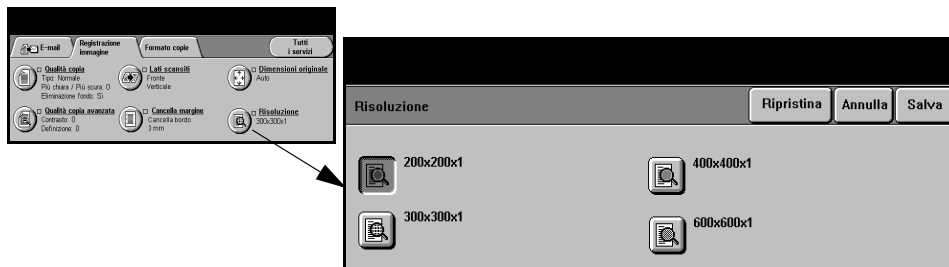 E-mail
Registrazione
immagine
Formato copie
Tutti
i servizi
Qualità copia
Tipo: Normale
Più chiara / Più scura: 0
Eliminazione fondo: Sì
Lati scansiti
Fronte
Verticale
Dimensioni originale
Auto
Qualità copia avanzata
Contrasto: 0
Definizione: 0
Cancella margine
Cancella bordo
3 mm
Risoluzione
300x300x1
Risoluzione
Ripristina
Annulla
Salva
200x200x1
400x400x1
300x300x1
600x600x1